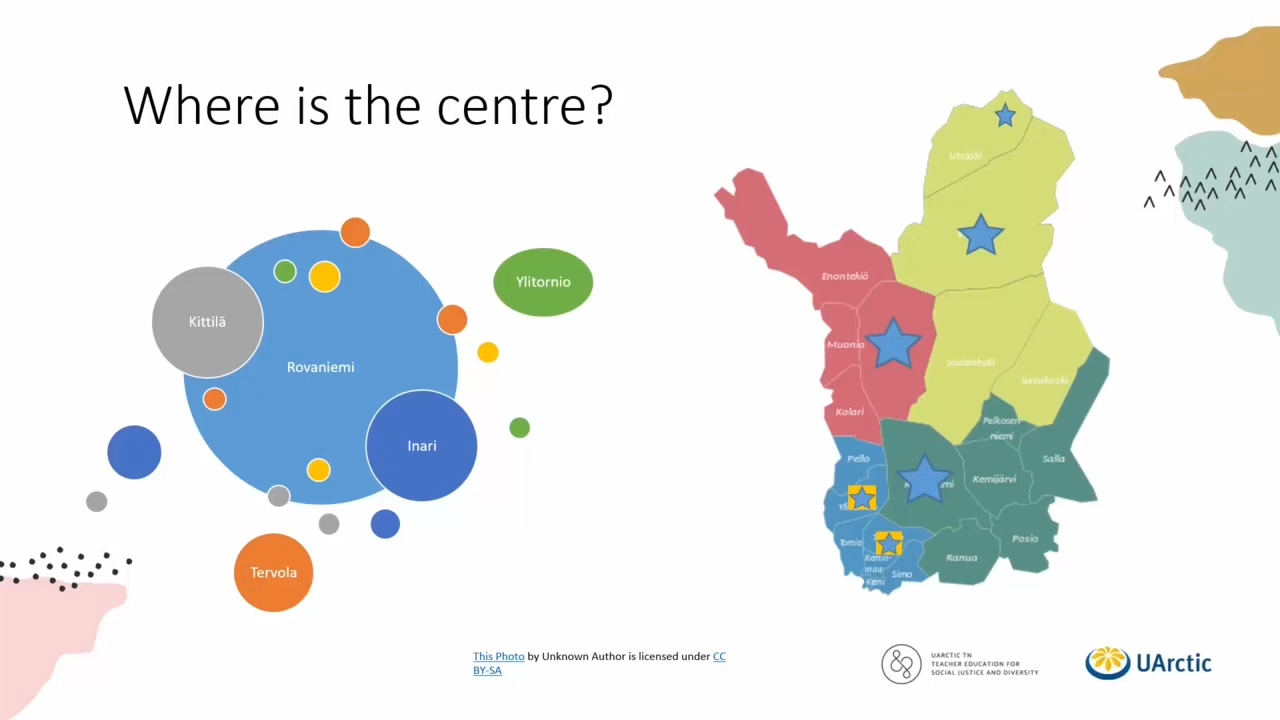 Where is the centre?
Kittilä
Rovaniemi
Inari
Ylitornio
Tervola
Utsjoki
Enontekiö
Muonio
Kolari
Sodankylä
Savukoski
Pelkosen-
niemi
Salla
Kemijärvi
Pello
Tornio
Kemin-
maa
Kemi
Simo
Ranua
Posio
This Photo by Unknown Author is licensed under CC
BY-SA
UARCTIC TN
TEACHER EDUCATION FOR
SOCIAL JUSTICE AND DIVERSITY
UArctic